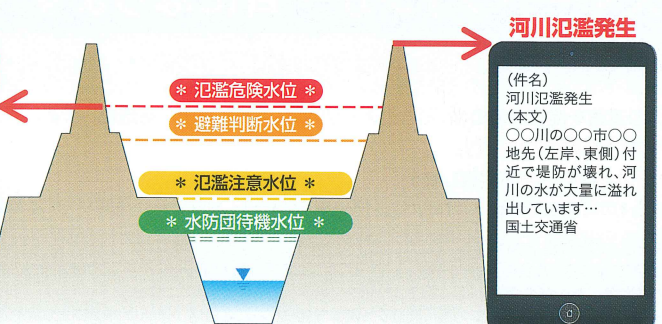 河川氾濫発生
＊ 氾濫危険水位 ＊
＊ 避難判断水位 ＊
＊ 氾濫注意水位 ＊
＊ 水防団待機水位 ＊
（件名）
河川氾濫発生
（本文）
○○川の○○市○○
地先（左岸、東側）付
近で堤防が壊れ、河
川の水が大量に溢れ
出しています…
国土交通省